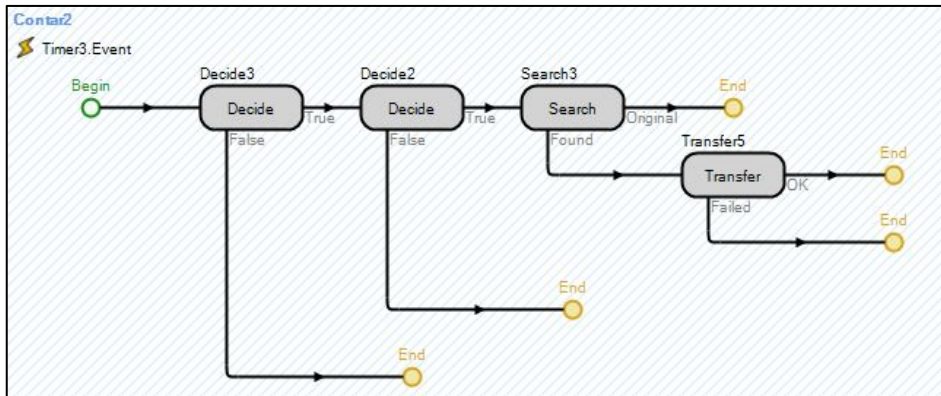 Contar2
Timer3.Event
Begin
Decide3
Decide
True
False
Decide2
Decide
True
False
Search3
Search
Original
Found
End
Transfer5
Transfer
OK
Failed
End
End
End
End